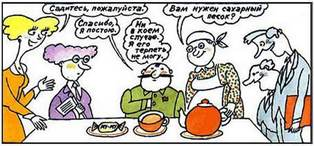 Садитесь, пожалуйста.
Спасибо,
я постою.
Ни
в коем
случае.
Я его
терпеть
не могу.
Вам нужен сахарный
песок?